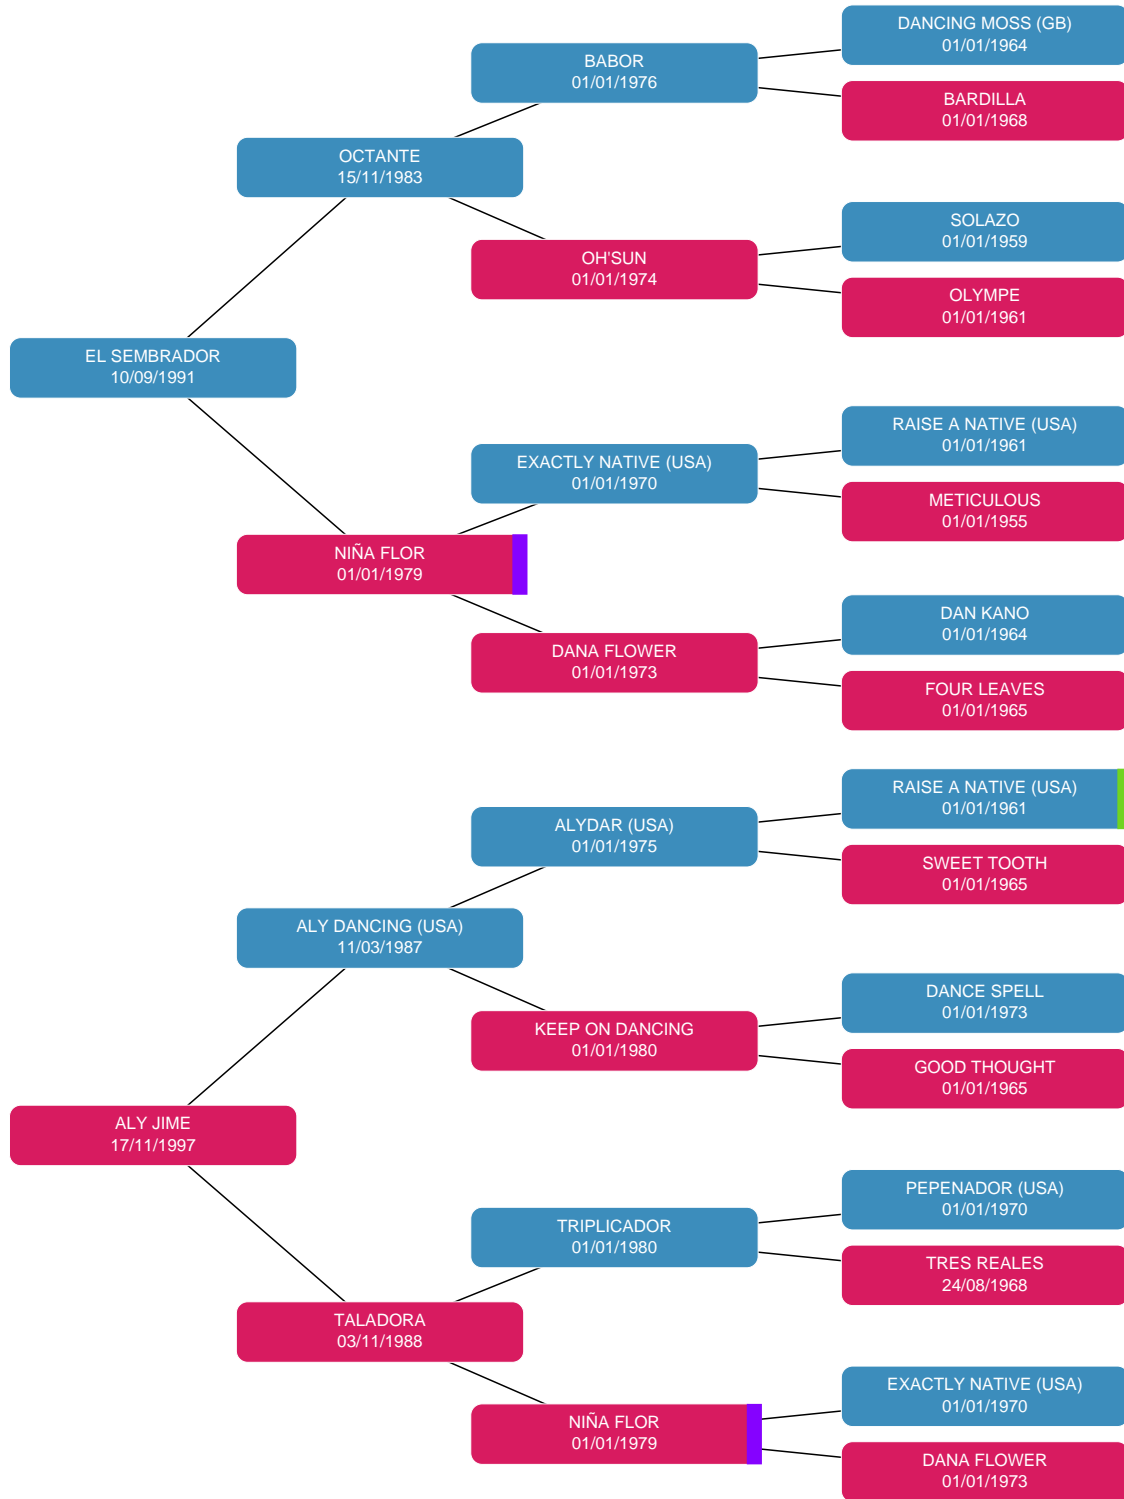 DANCING MOSS (GB)
01/01/1964
BABOR
01/01/1976
BARDILLA
01/01/1968
OCTANTE
15/11/1983
SOLAZO
01/01/1959
OH'SUN
01/01/1974
OLYMPE
01/01/1961
EL SEMBRADOR
10/09/1991
RAISE A NATIVE (USA)
01/01/1961
EXACTLY NATIVE (USA)
01/01/1970
METICULOUS
01/01/1955
NIÑA FLOR
01/01/1979
DAN KANO
01/01/1964
DANA FLOWER
01/01/1973
FOUR LEAVES
01/01/1965
RAISE A NATIVE (USA)
01/01/1961
ALYDAR (USA)
01/01/1975
SWEET TOOTH
01/01/1965
ALY DANCING (USA)
11/03/1987
DANCE SPELL
01/01/1973
KEEP ON DANCING
01/01/1980
GOOD THOUGHT
01/01/1965
ALY JIME
17/11/1997
PEPENADOR (USA)
01/01/1970
TRIPLICADOR
01/01/1980
TRES REALES
24/08/1968
TALADORA
03/11/1988
EXACTLY NATIVE (USA)
01/01/1970
NIÑA FLOR
01/01/1979
DANA FLOWER
01/01/1973